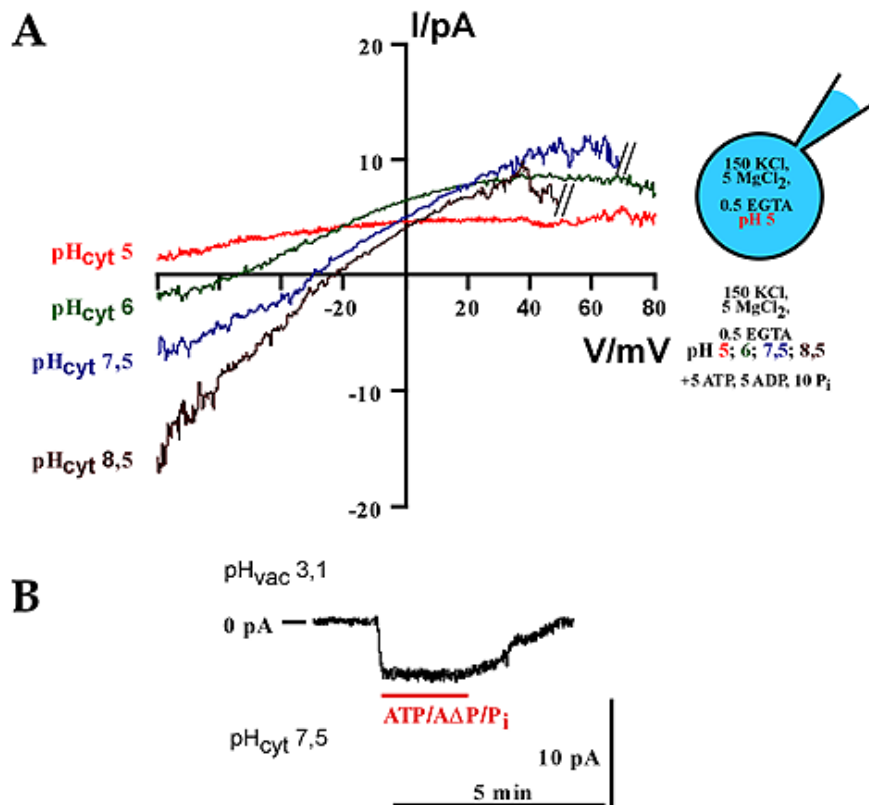 A
I/pA
20
10
-10
-20
-20
20
40
60
80
V/mV
pHcyt 5
pHcyt 6
pHcyt 7,5
pHcyt 8,5
150 KCl,
5 MgCl2,
0.5 EGTA
pH 5
150 KCl,
5 MgCl2,
0.5 EGTA
pH 5; 6; 7,5; 8,5
+5 ATP, 5 ADP, 10 Pi
B
pHvac 3,1
0 pA
ATP/AΔP/Pi
pHcyt 7,5
10 pA
5 min